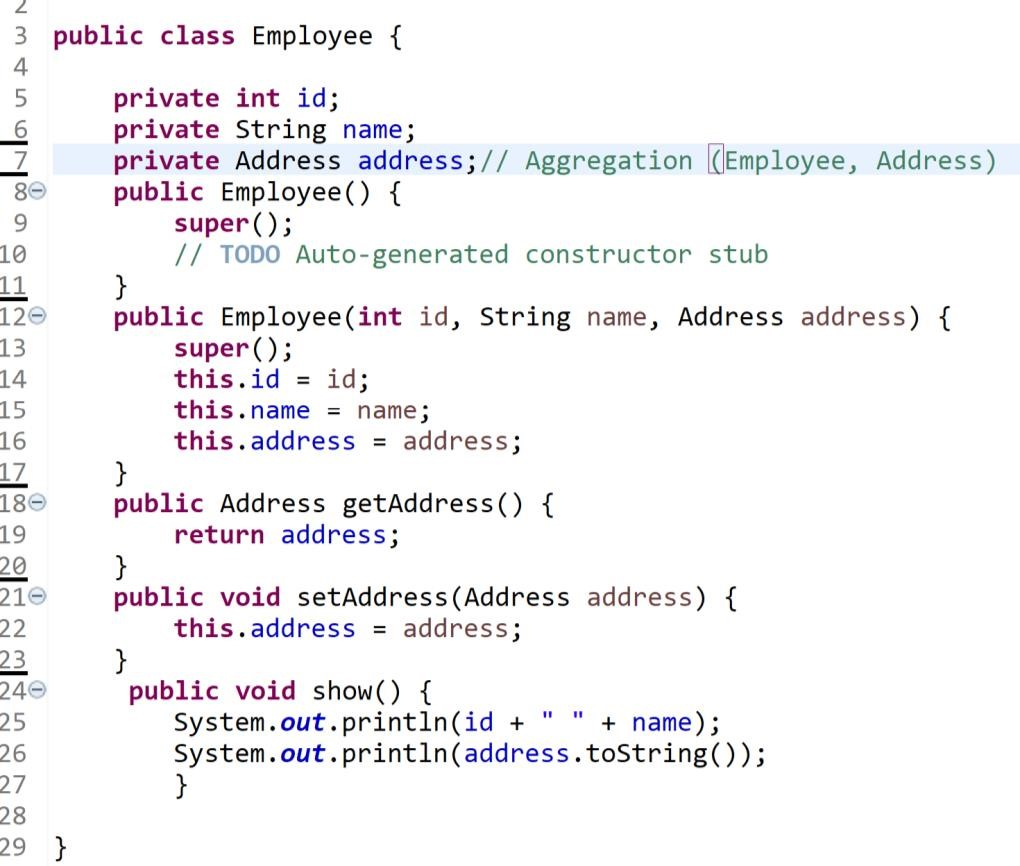 2
3 public class Employee {
4
5 private int id;
6 private String name;
7 private Address address;// Aggregation (Employee, Address)
8 public Employee() {
9 super();
10 // TODO Auto-generated constructor stub
11 }
12 public Employee(int id, String name, Address address) {
13 super();
14 this.id = id;
15 this.name = name;
16 this.address = address;
17 }
18 public Address getAddress() {
19 return address;
20 }
21 public void setAddress(Address address) {
22 this.address = address;
23 }
24 public void show() {
25 System.out.println(id + " " + name);
26 System.out.println(address.toString());
27 }
28
29 }